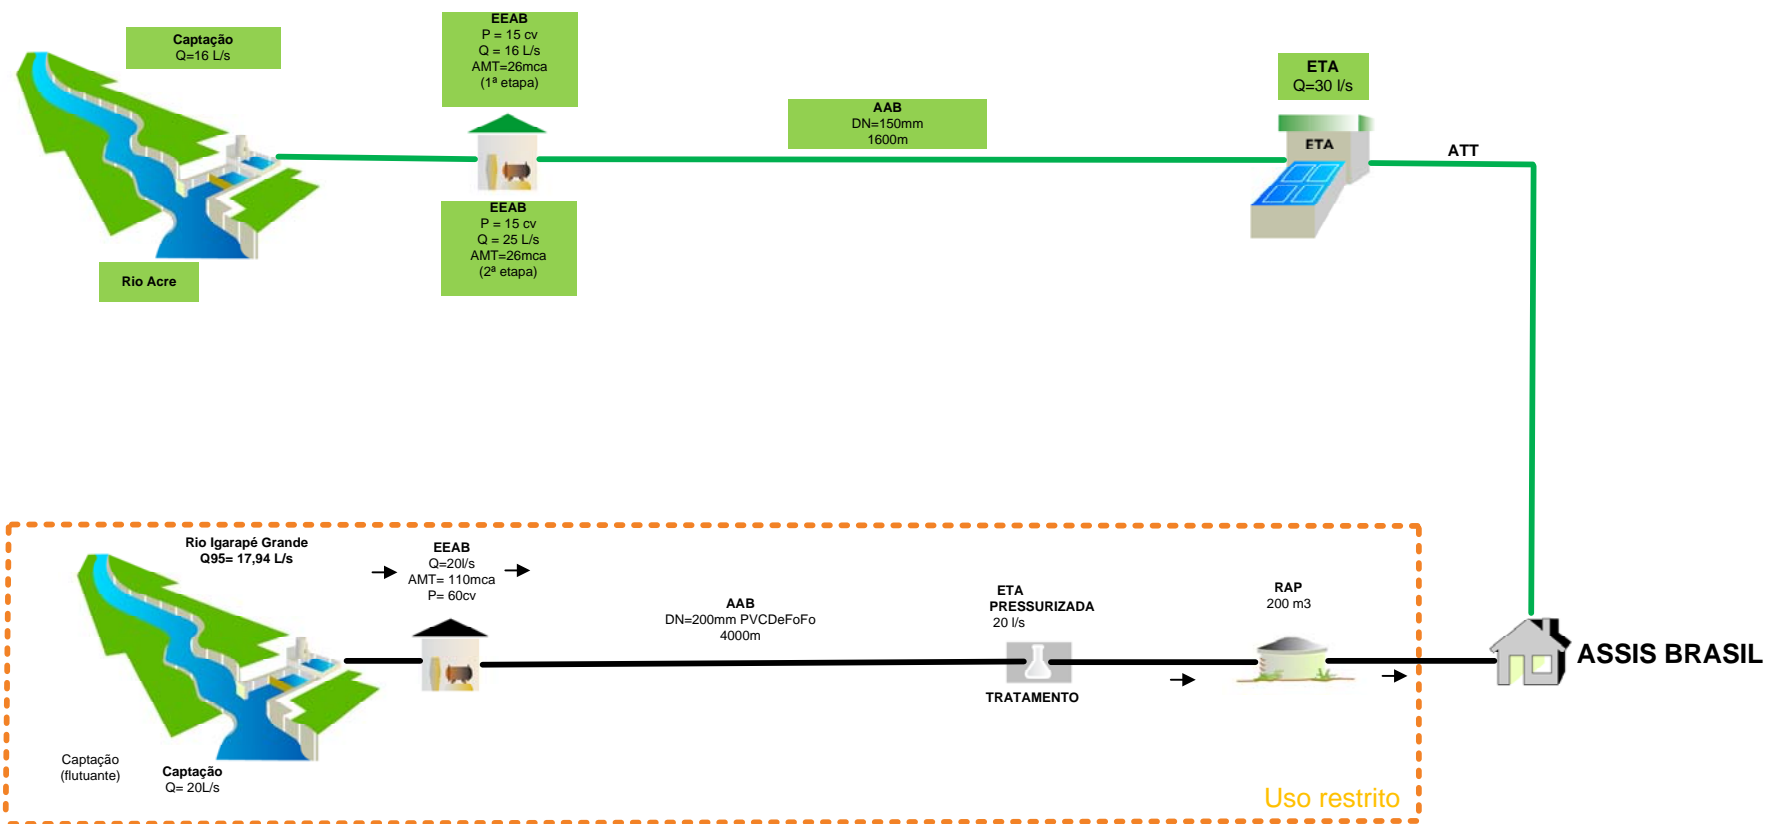 Captação
Q=16 L/s
EEAB
P = 15 cv
Q = 16 L/s
AMT=26mca
(1ª etapa)
EEAB
P = 15 cv
Q = 25 L/s
AMT=26mca
(2ª etapa)
Rio Acre
AAB
DN=150mm
1600m
ETA
Q=30 l/s
ETA
ATT
Rio Igarapé Grande
Q95= 17,94 L/s
EEAB
Q=20l/s
AMT= 110mca
P= 60cv
AAB
DN=200mm PVCDeFoFo
4000m
ETA
PRESSURIZADA
20 l/s
TRATAMENTO
RAP
200 m3
ASSIS BRASIL
Captação
(flutuante)
Captação
Q= 20L/s
Uso restrito